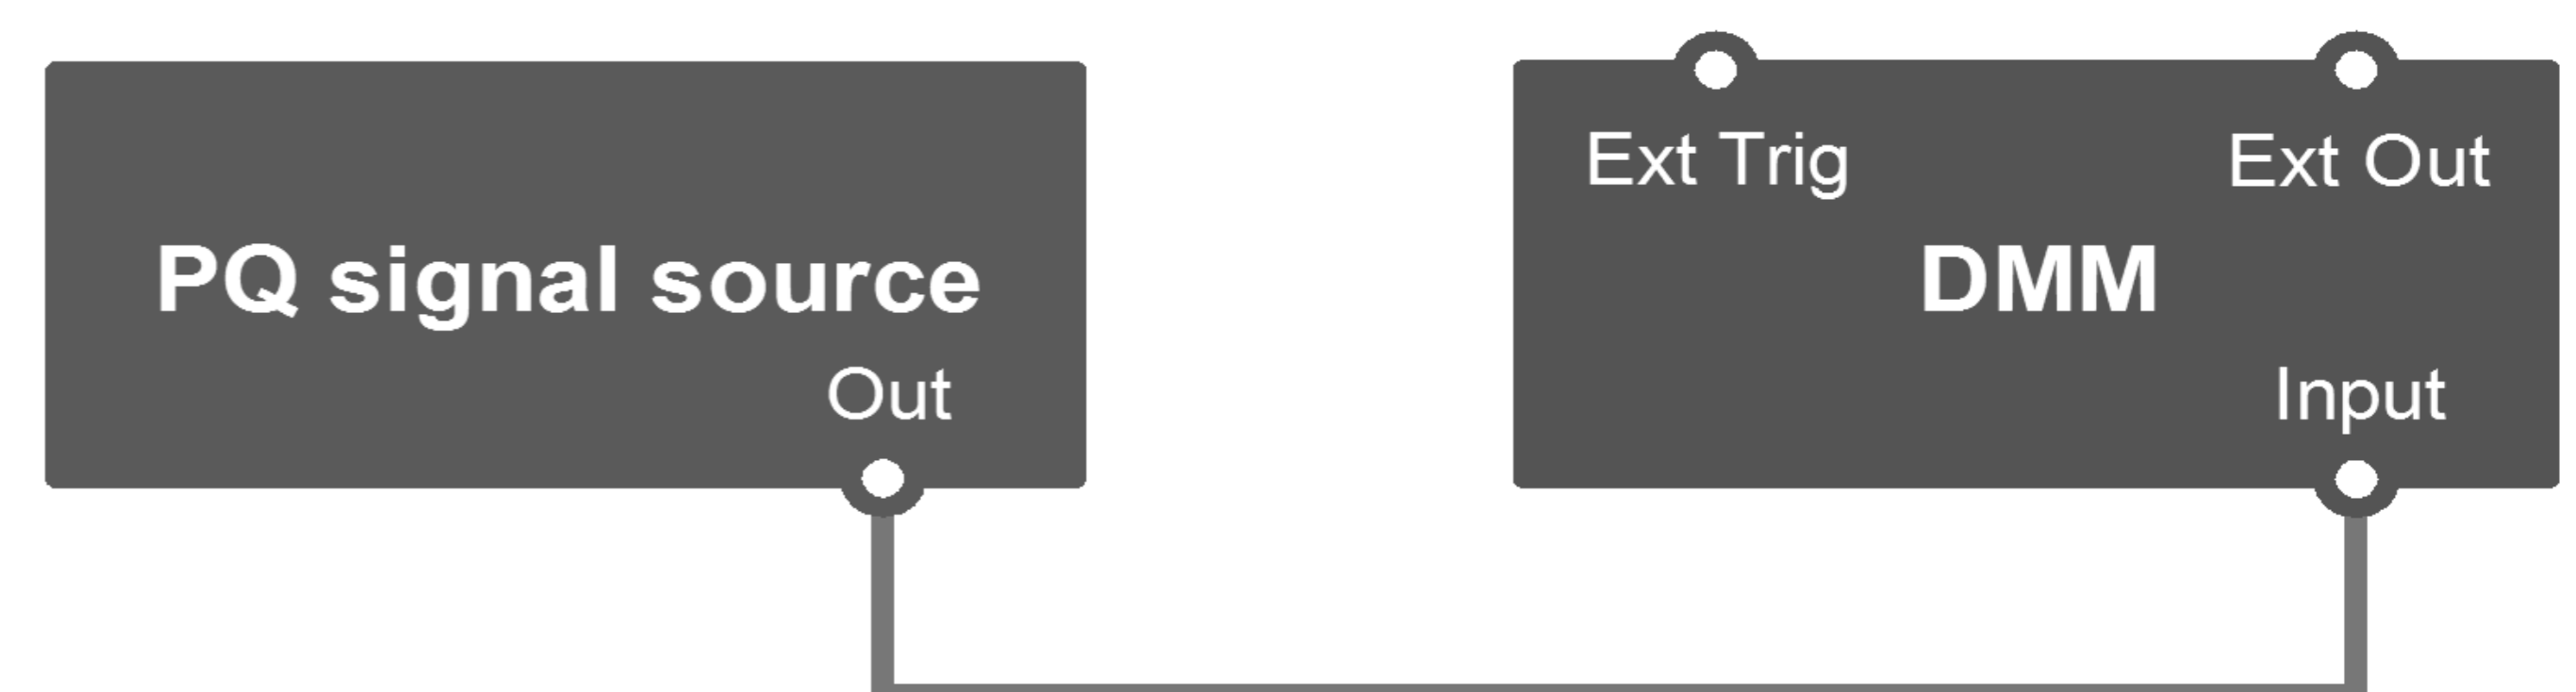 PQ signal source
Out
Ext Trig
Ext Out
DMM
Input